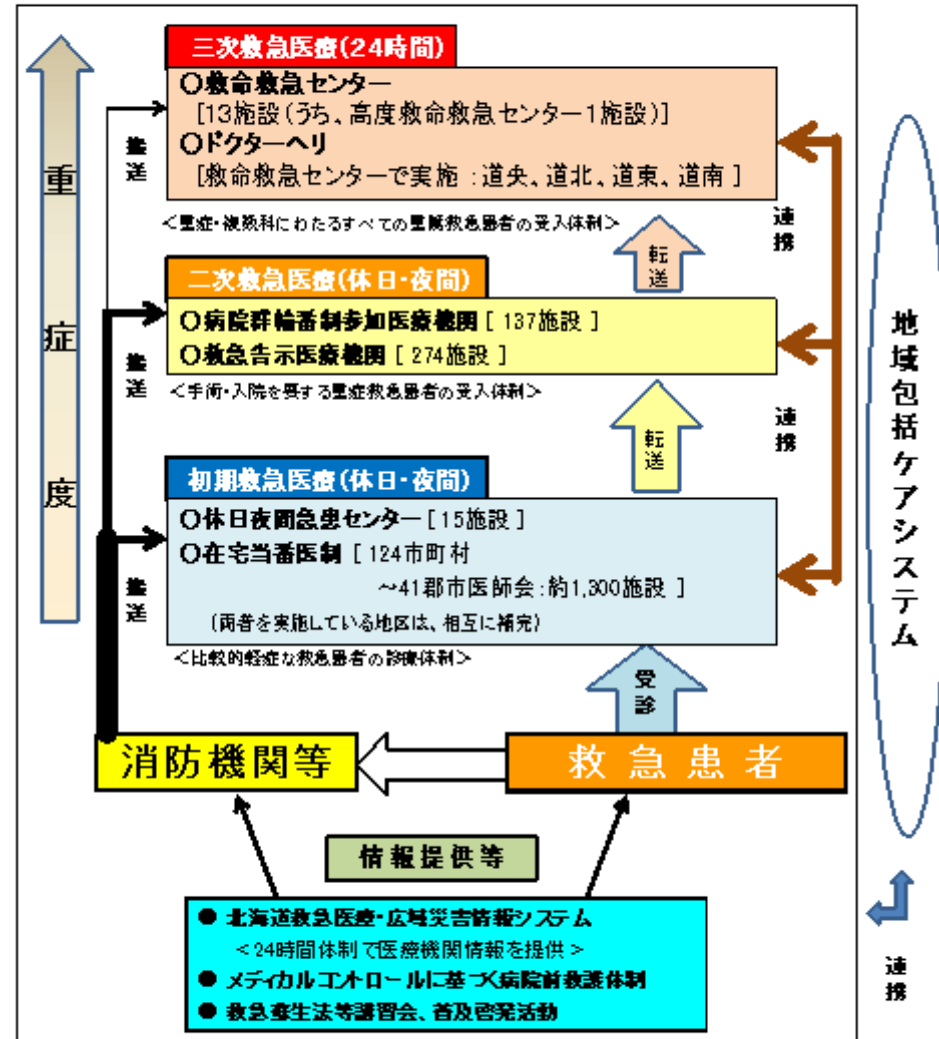 三次救急医療(24時間)
○救命救急センター
[13施設(うち、高度救命救急センター1施設)]
○ドクターヘリ
[救命救急センターで実施：道央、道北、道東、道南 ]
<重症・複数科にわたるすべての重篤救急患者の受入体制>
搬送
転送
連携
二次救急医療(休日・夜間)
○病院群輪番制参加医療機関 [ 137施設 ]
○救急告示医療機関 [ 274施設 ]
<手術・入院を要する重症救急患者の受入体制>
搬送
転送
連携
初期救急医療(休日・夜間)
○休日夜間急患センター [ 15施設 ]
○在宅当番医制 [ 124市町村
～41郡市医師会：約1,300施設 ]
(両者を実施している地区は、相互に補完)
<比較的軽症な救急患者の診療体制>
搬送
受診
重症度
地域包括ケアシステム
消防機関等
救急患者
情報提供等
● 北海道救急医療・広域災害情報システム
<24時間体制で医療機関情報を提供>
● メディカルコントロールに基づく病院前救護体制
● 救急蘇生法等講習会、普及啓発活動
連携